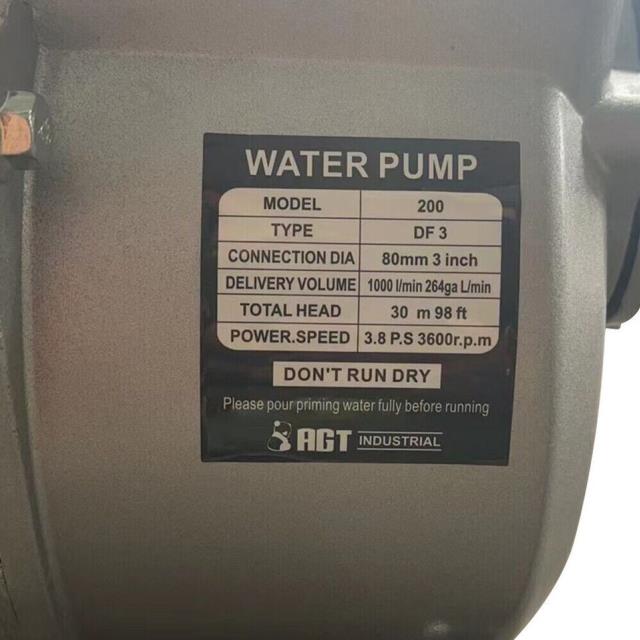 WATER PUMP
MODEL 200
TYPE DF 3
CONNECTION DIA 80mm 3 inch
DELIVERY VOLUME 1000 l/min 264ga L/min
TOTAL HEAD 30 m 98 ft
POWER.SPEED 3.8 P.S 3600r.p.m
DON'T RUN DRY
Please pour priming water fully before running
AGT INDUSTRIAL